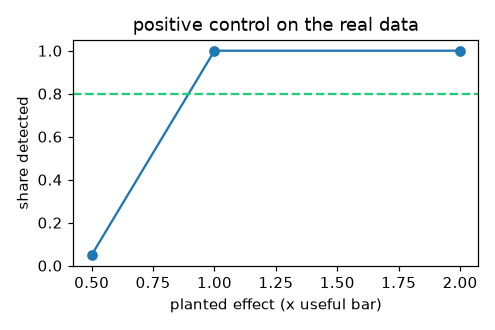 positive control on the real data
1.0
0.8
0.6
0.4
0.2
0.0
share detected
0.50 0.75 1.00 1.25 1.50 1.75 2.00
planted effect (x useful bar)